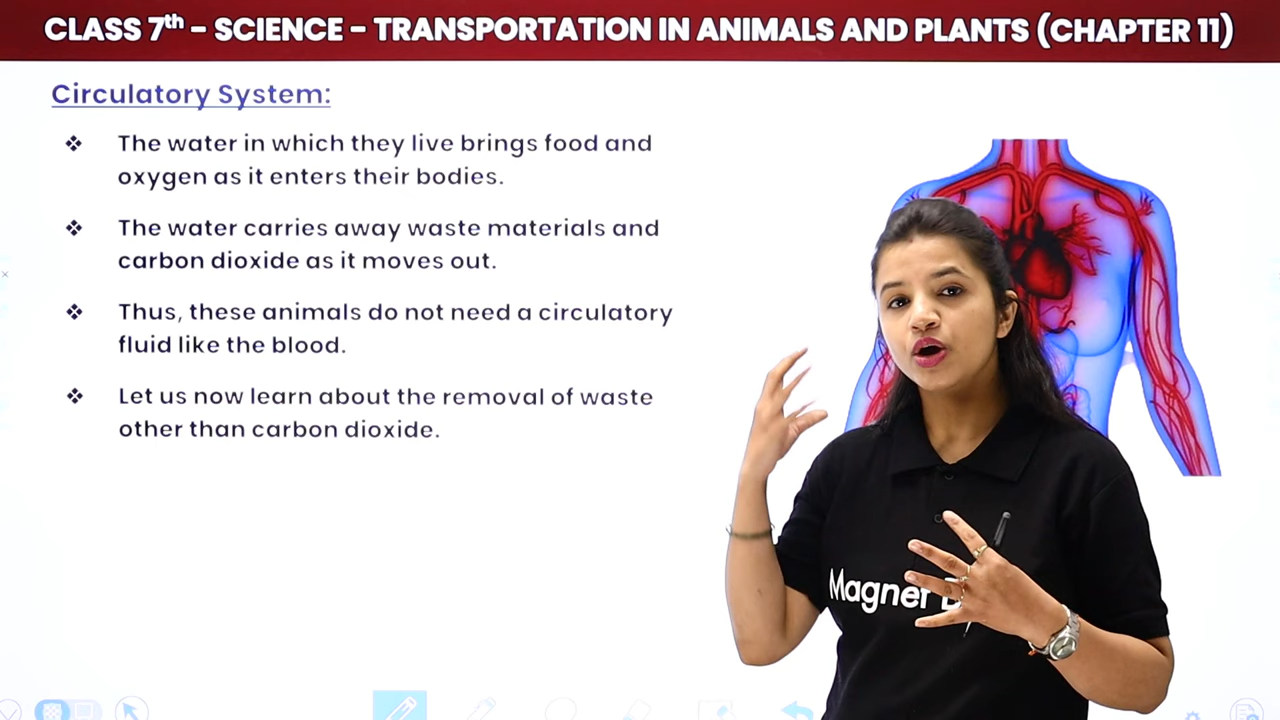 CLASS 7th – SCIENCE – TRANSPORTATION IN ANIMALS AND PLANTS (CHAPTER 11)
Circulatory System:
❖ The water in which they live brings food and
oxygen as it enters their bodies.
❖ The water carries away waste materials and
carbon dioxide as it moves out.
❖ Thus, these animals do not need a circulatory
fluid like the blood.
❖ Let us now learn about the removal of waste
other than carbon dioxide.
Magnet